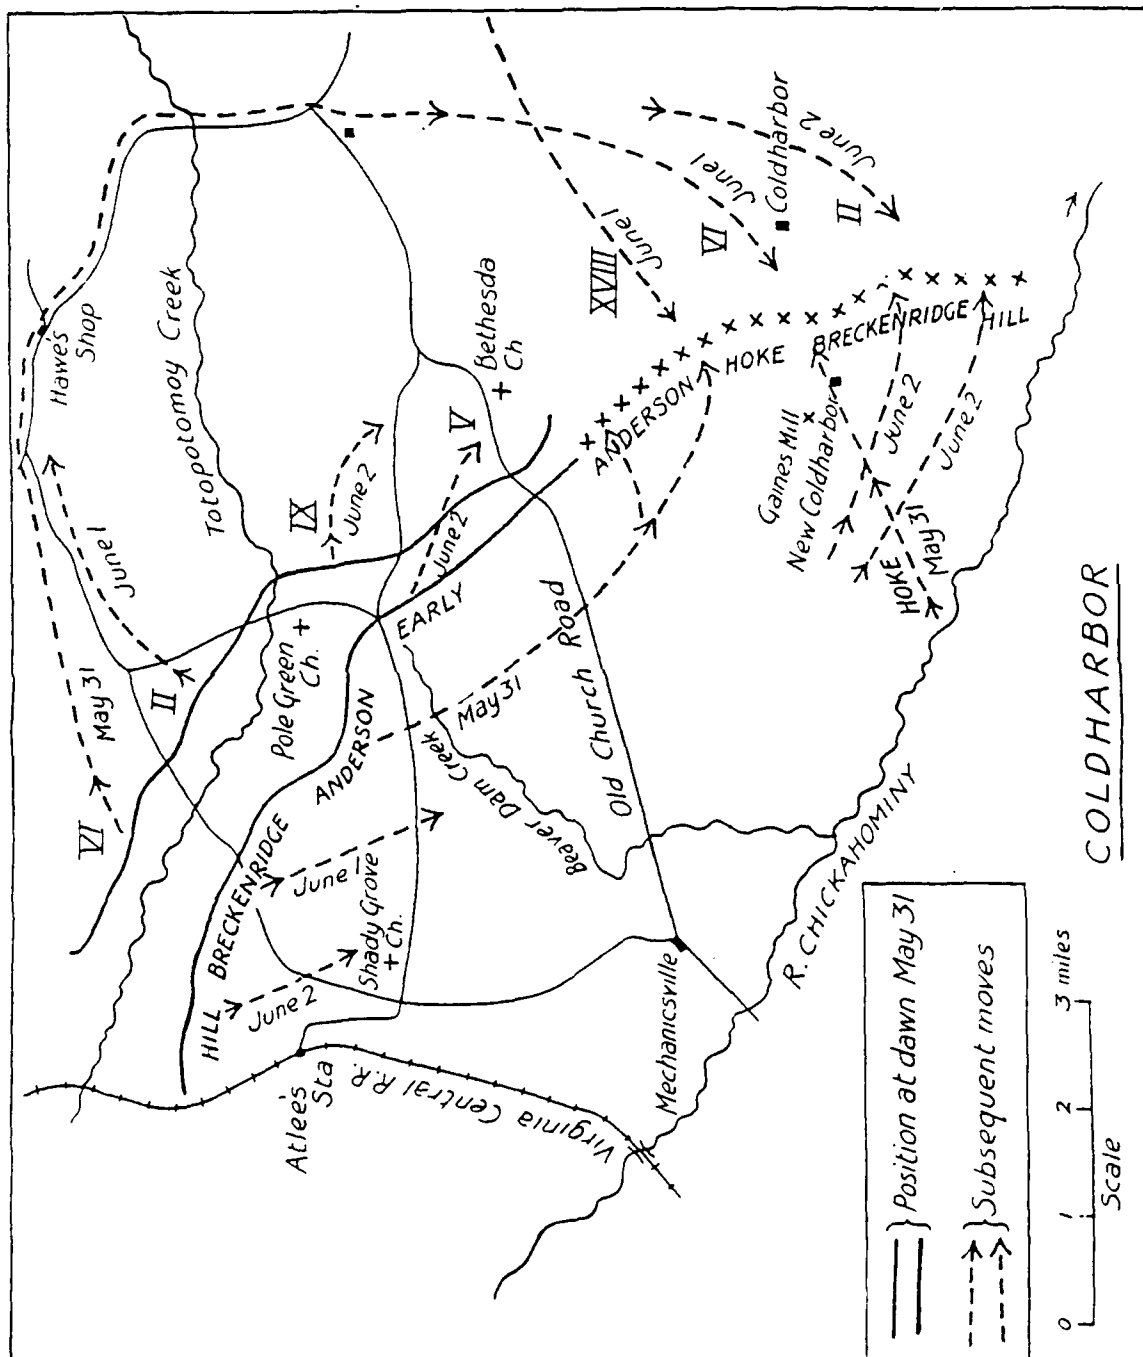 COLDHARBOR
Hawe's
Shop
Totopotomoy Creek
May 31
June 1
VI
II
IX
June 2
V
June 2
Bethesda
Ch
XVIII
June 1
VI
June 1
Coldharbor
II
June 2
Pole Green
Ch.
EARLY
ANDERSON
BRECKENRIDGE
HILL
June 2
June 1
Shady Grove
Ch.
May 31
Beaver Dam Creek
Old Church Road
ANDERSON
HOKE
BRECKENRIDGE
HILL
Gaines Mill
New Coldharbor
June 2
June 2
HOKE
May 31
Atlee's
Sta
Virginia Central R.R.
Mechanicsville
R. CHICKAHOMINY
Position at dawn May 31
Subsequent moves
0 1 2 3 miles
Scale